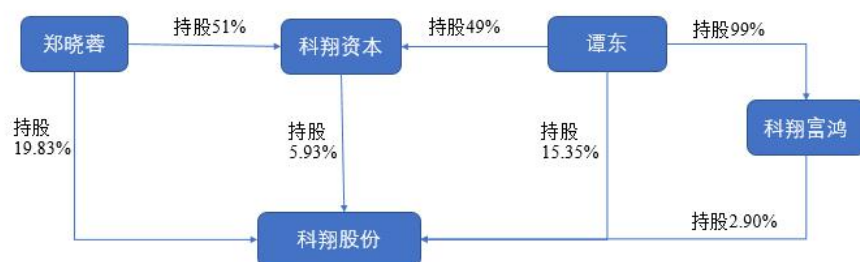 郑晓蓉
持股51%
科翔资本
持股49%
谭东
持股99%
持股
19.83%
持股
5.93%
持股
15.35%
科翔富鸿
持股2.90%
科翔股份